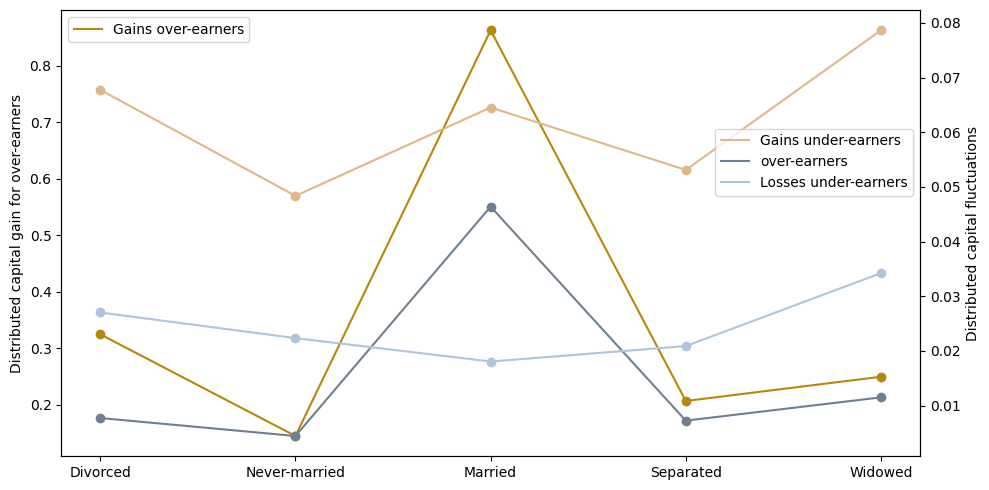 Gains over-earners
Distributed capital gain for over-earners
0.8
0.7
0.6
0.5
0.4
0.3
0.2
Gains under-earners
over-earners
Losses under-earners
0.08
0.07
0.06
0.05
0.04
0.03
0.02
0.01
Distributed capital fluctuations
Divorced
Never-married
Married
Separated
Widowed